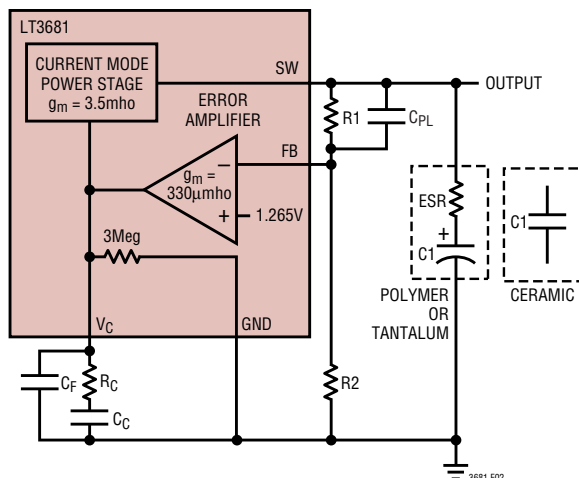 LT3681
CURRENT MODE
POWER STAGE
gm = 3.5mho
SW
OUTPUT
ERROR
AMPLIFIER
R1
CPL
FB
–
gm =
330µmho
+
1.265V
ESR
+
C1
C1
3Meg
POLYMER
OR
TANTALUM
CERAMIC
VC
GND
CF
RC
R2
CC
3681 F02